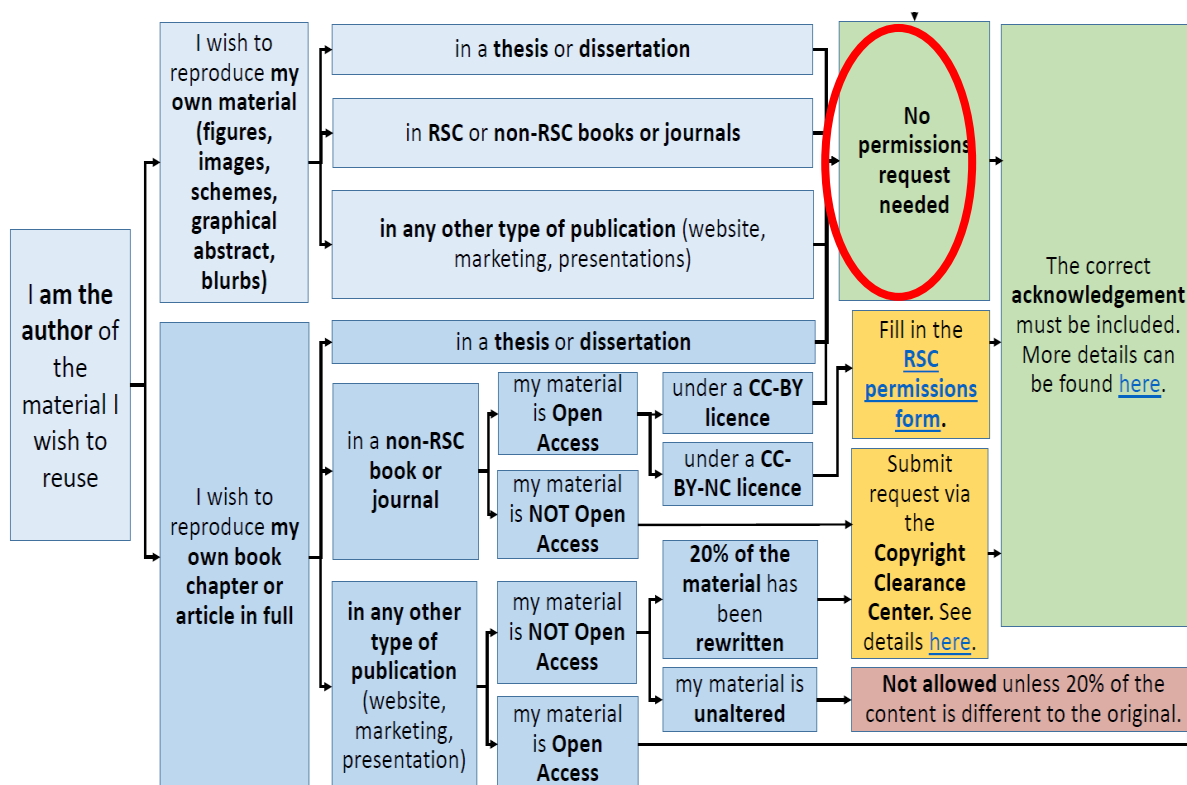 I am the
author of
the
material I
wish to
reuse
I wish to
reproduce my
own material
(figures,
images,
schemes,
graphical
abstract,
blurbs)
in a thesis or dissertation
in RSC or non-RSC books or journals
in any other type of publication (website,
marketing, presentations)
No
permissions
request
needed
The correct
acknowledgement
must be included.
More details can
be found here.
I wish to
reproduce my
own book
chapter or
article in full
in a thesis or dissertation
in a non-RSC
book or
journal
my material
is Open
Access
under a CC-BY
licence
under a CC-
BY-NC licence
Fill in the
RSC
permissions
form.
my material
is NOT Open
Access
Submit
request via
the
Copyright
Clearance
Center. See
details here.
in any other
type of
publication
(website,
marketing,
presentation)
my material
is NOT Open
Access
20% of the
material has
been
rewritten
my material is
unaltered
Not allowed unless 20% of the
content is different to the original.
my material
is Open
Access